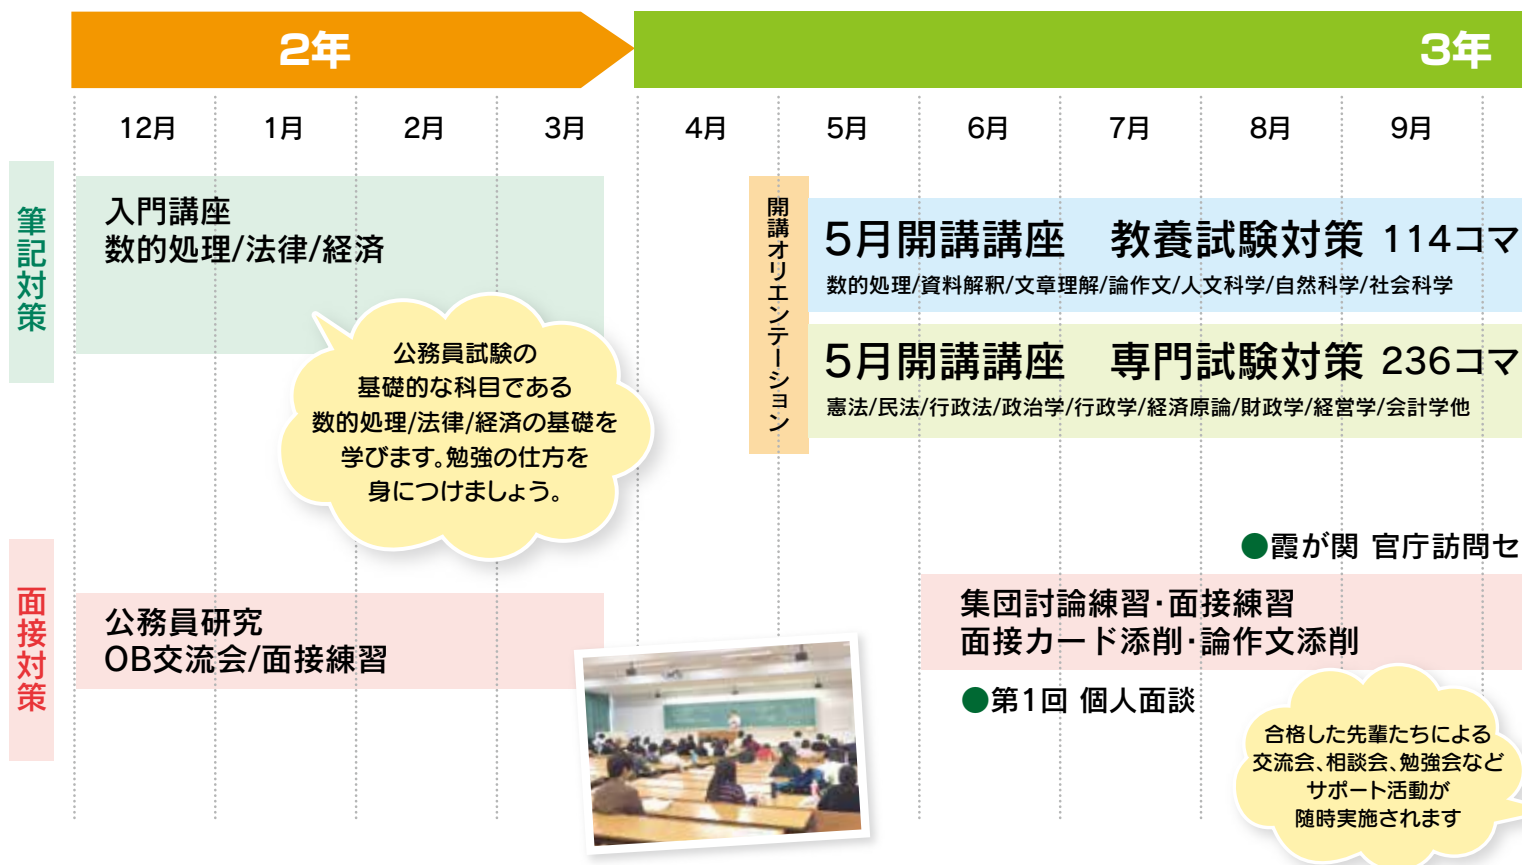 2年
3年
12月
1月
2月
3月
4月
5月
6月
7月
8月
9月
筆記対策
入門講座
数的処理/法律/経済
公務員試験の
基礎的な科目である
数的処理/法律/経済の基礎を
学びます。勉強の仕方を
身につけましょう。
開講オリエンテーション
5月開講講座　教養試験対策 114コマ
数的処理/資料解釈/文章理解/論作文/人文科学/自然科学/社会科学
5月開講講座　専門試験対策 236コマ
憲法/民法/行政法/政治学/行政学/経済原論/財政学/経営学/会計学他
面接対策
公務員研究
OB交流会/面接練習
●霞が関 官庁訪問セ
集団討論練習・面接練習
面接カード添削・論作文添削
●第1回 個人面談
合格した先輩たちによる
交流会、相談会、勉強会など
サポート活動が
随時実施されます